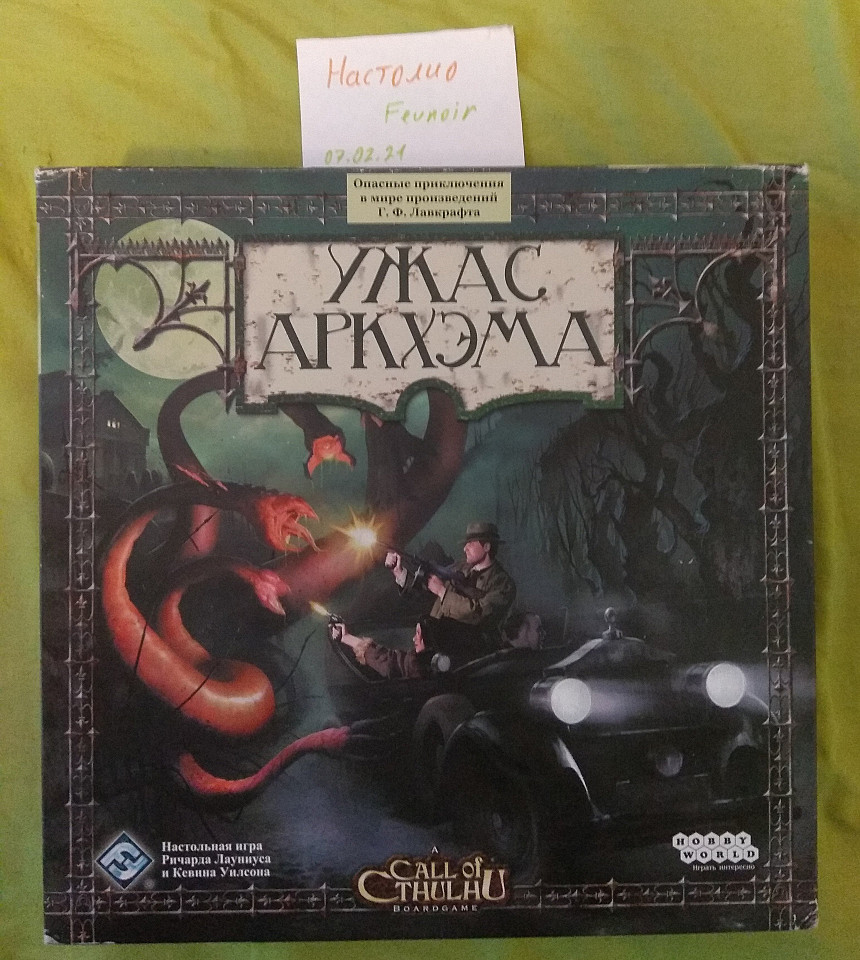 Настолио
Feunoir
07.02.21
Опасные приключения
в мире произведений
Г. Ф. Лавкрафта
УЖАС
АРКХЭМА
Настольная игра
Ричарда Лауниуса
и Кевина Уилсона
A
CALL OF
CTHULHU
BOARDGAME
HOBBY
WORLD
Играть интересно